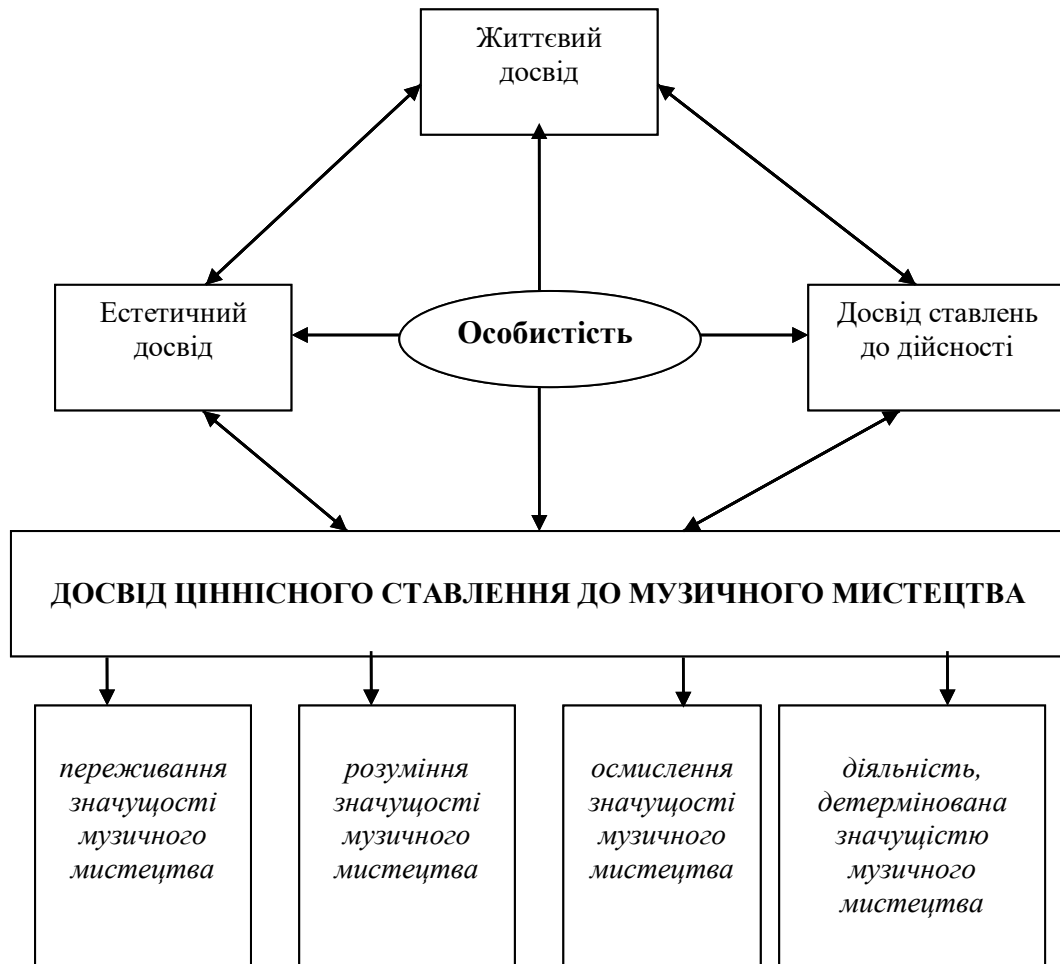 Життєвий
досвід
Естетичний
досвід
Особистість
Досвід ставлень
до дійсності
ДОСВІД ЦІННІСНОГО СТАВЛЕННЯ ДО МУЗИЧНОГО МИСТЕЦТВА
переживання
значущості
музичного
мистецтва
розуміння
значущості
музичного
мистецтва
осмислення
значущості
музичного
мистецтва
діяльність,
детермінована
значущістю
музичного
мистецтва